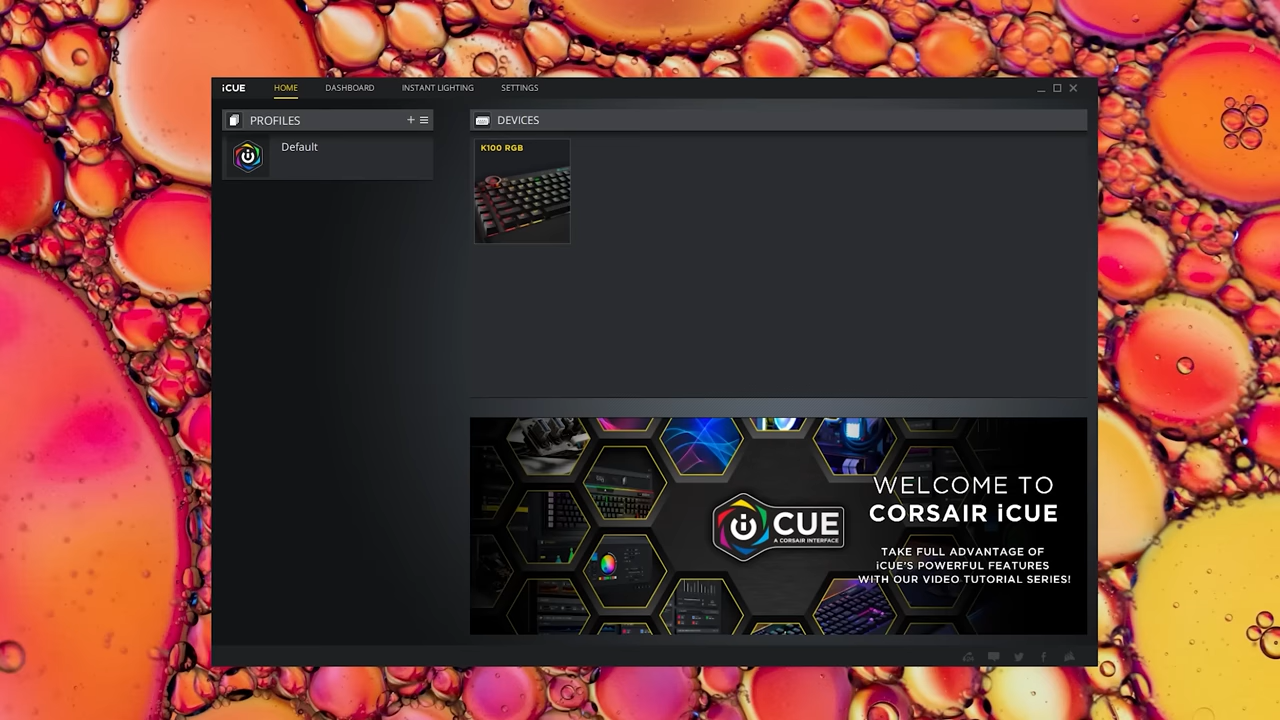 iCUE HOME DASHBOARD INSTANT LIGHTING SETTINGS
PROFILES
Default
DEVICES
K100 RGB
iCUE
A CORSAIR INTERFACE
WELCOME TO
CORSAIR iCUE
TAKE FULL ADVANTAGE OF
iCUE'S POWERFUL FEATURES
WITH OUR VIDEO TUTORIAL SERIES!